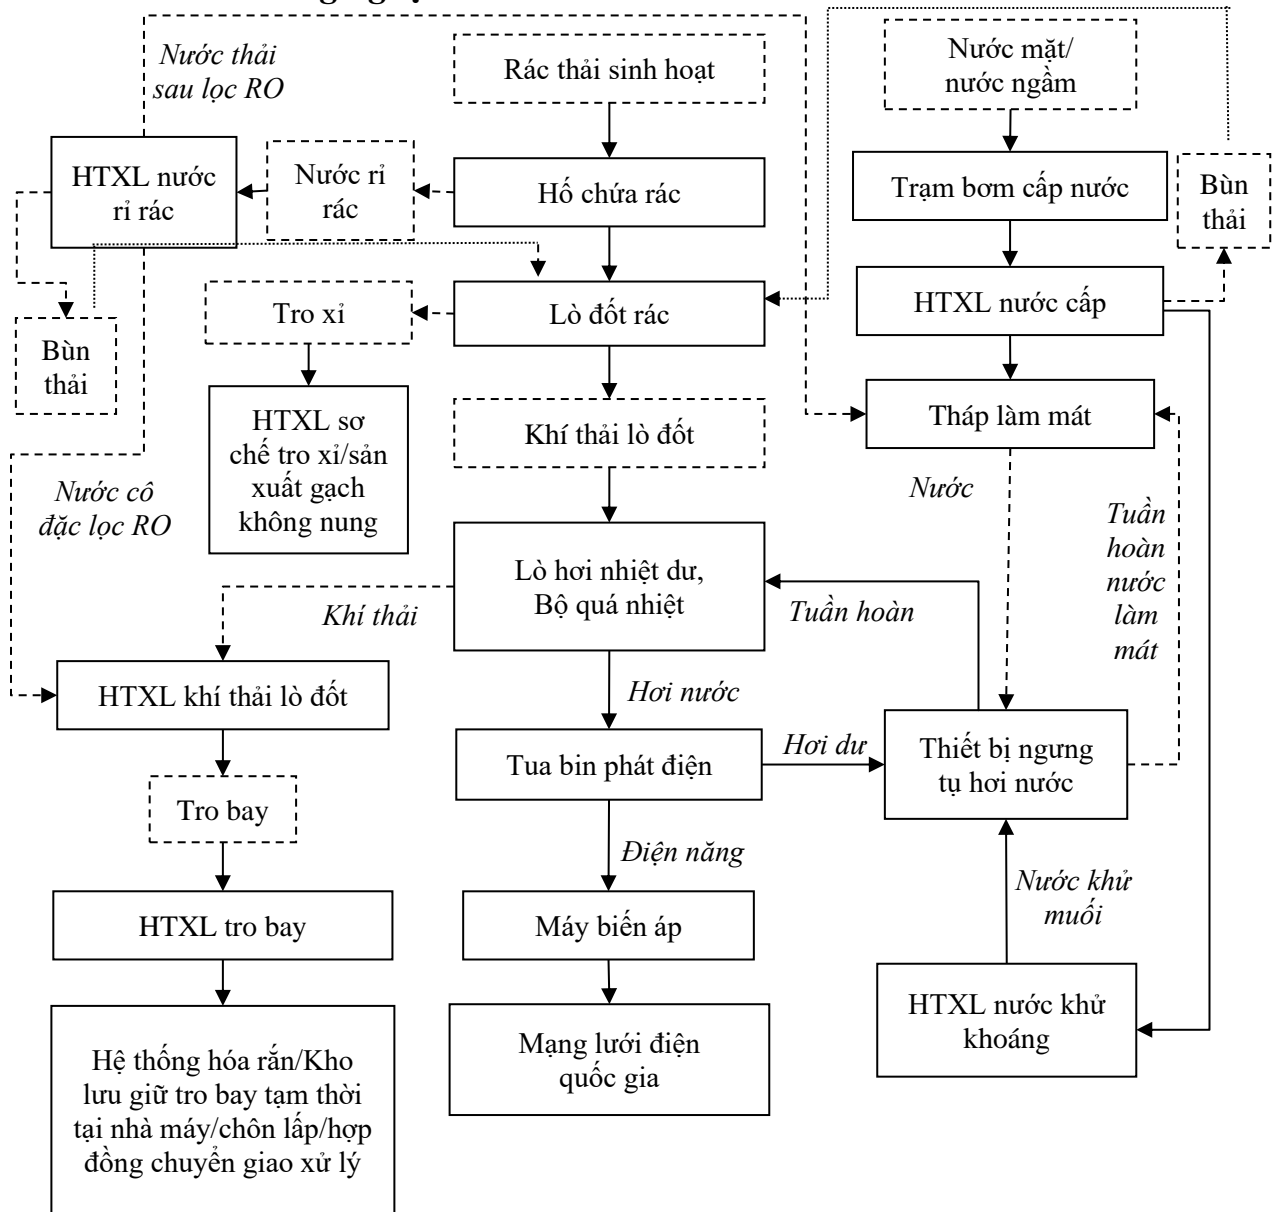 Nước thải
sau lọc RO
Rác thải sinh hoạt
Nước mặt/
nước ngầm
HTXL nước
rỉ rác
Nước rỉ
rác
Hố chứa rác
Trạm bơm cấp nước
Bùn
thải
Tro xỉ
Lò đốt rác
HTXL nước cấp
Bùn
thải
HTXL sơ
chế tro xỉ/sản
xuất gạch
không nung
Khí thải lò đốt
Tháp làm mát
Nước cô
đặc lọc RO
Nước
Tuần
hoàn
nước
làm
mát
Lò hơi nhiệt dư,
Bộ quá nhiệt
Khí thải
Tuần hoàn
HTXL khí thải lò đốt
Hơi nước
Tua bin phát điện
Hơi dư
Thiết bị ngưng
tụ hơi nước
Tro bay
Điện năng
Nước khử
muối
HTXL tro bay
Máy biến áp
HTXL nước khử
khoáng
Hệ thống hóa rắn/Kho
lưu giữ tro bay tạm thời
tại nhà máy/chôn lấp/hợp
đồng chuyển giao xử lý
Mạng lưới điện
quốc gia